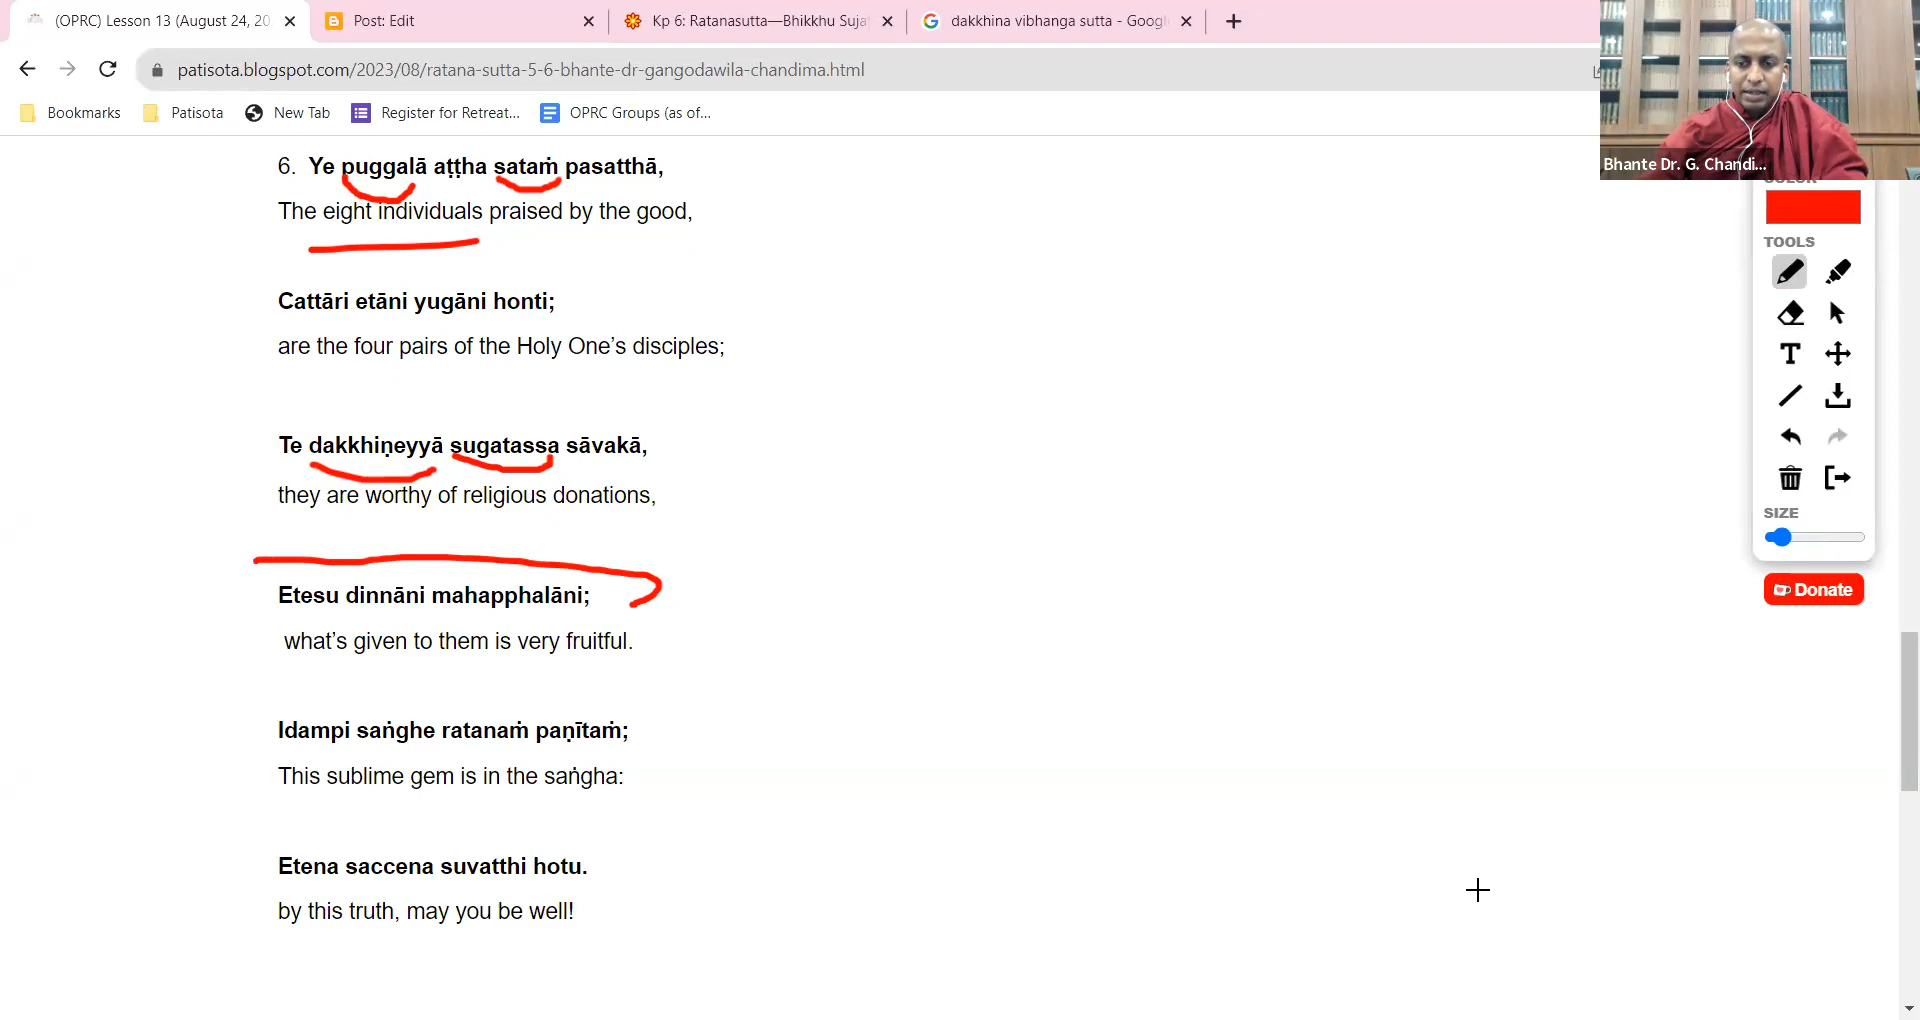 (OPRC) Lesson 13 (August 24, 20
Post: Edit
Kp 6: Ratanasutta—Bhikkhu Suja
dakkhina vibhanga sutta - Googl
patisota.blogspot.com/2023/08/ratana-sutta-5-6-bhante-dr-gangodawila-chandima.html
Bookmarks
Patisota
New Tab
Register for Retreat...
OPRC Groups (as of...
Bhante Dr. G. Chandi...
6. Ye puggalā aṭṭha sataṁ pasatthā,
The eight individuals praised by the good,
Cattāri etāni yugāni honti;
are the four pairs of the Holy One’s disciples;
Te dakkhiṇeyyā sugatassa sāvakā,
they are worthy of religious donations,
Etesu dinnāni mahapphalāni;
what’s given to them is very fruitful.
Idampi saṅghe ratanaṁ paṇītaṁ;
This sublime gem is in the saṅgha:
Etena saccena suvatthi hotu.
by this truth, may you be well!
COLOR
TOOLS
T
SIZE
Donate